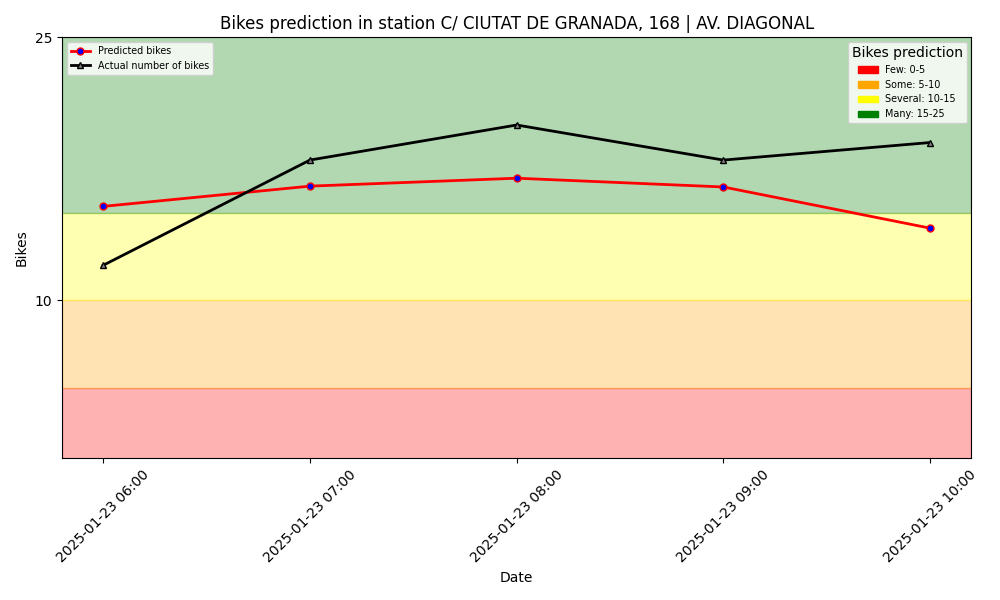 Bikes prediction in station C/ CIUTAT DE GRANADA, 168 | AV. DIAGONAL
Predicted bikes
Actual number of bikes
Bikes prediction
Few: 0-5
Some: 5-10
Several: 10-15
Many: 15-25
25
10
Bikes
2025-01-23 06:00
2025-01-23 07:00
2025-01-23 08:00
2025-01-23 09:00
2025-01-23 10:00
Date